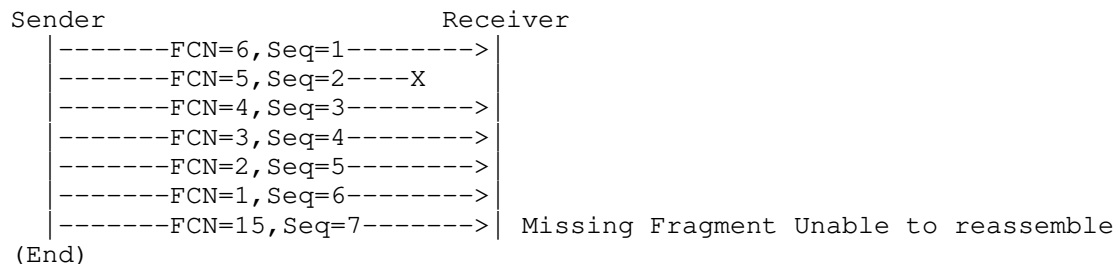 Sender                         Receiver
  |-------FCN=6,Seq=1-------->|
  |-------FCN=5,Seq=2----X    |
  |-------FCN=4,Seq=3-------->|
  |-------FCN=3,Seq=4-------->|
  |-------FCN=2,Seq=5-------->|
  |-------FCN=1,Seq=6-------->|
  |-------FCN=15,Seq=7------->| Missing Fragment Unable to reassemble
(End)